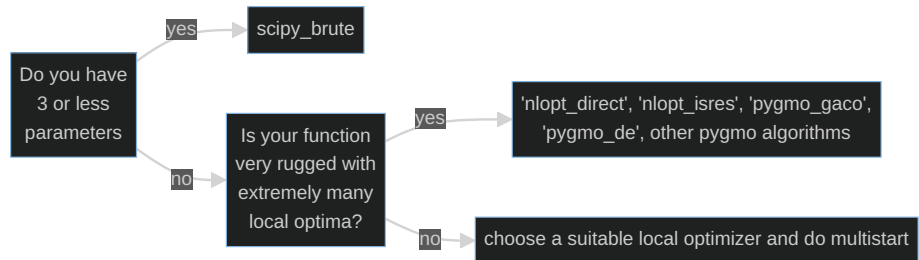 Do you have
3 or less
parameters
yes
scipy_brute
no
Is your function
very rugged with
extremely many
local optima?
yes
'nlopt_direct', 'nlopt_isres', 'pygmo_gaco',
'pygmo_de', other pygmo algorithms
no
choose a suitable local optimizer and do multistart